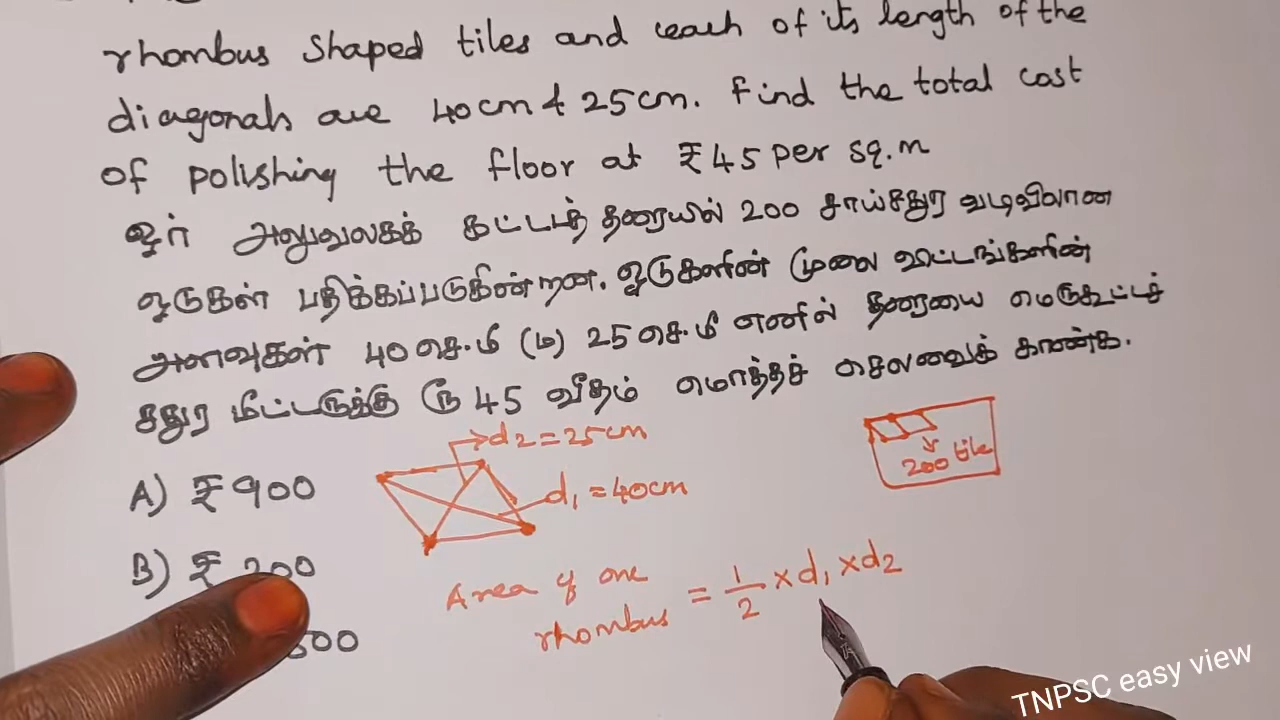 rhombus shaped tiles and each of its length of the
diagonals are 40cm & 25cm. Find the total cost
of polishing the floor at ₹45 per sq.m
ஓர் அலுவலகக் கட்டடத் தரையில் 200 சாய்சதுர வடிவிலான
ஓடுகள் பதிக்கப்படுகின்றன. ஓடுகளின் மூலை விட்டங்களின்
அளவுகள் 40 செ.மீ (ம) 25 செ.மீ எனில் தரையை மெருகூட்டச்
சதுர மீட்டருக்கு ரூ 45 வீதம் மொத்தச் செலவைக் காண்க.
d2 = 25cm
A) ₹900
d1 = 40cm
200 tile
B) ₹
Area of one
rhombus = 1/2 × d1 × d2
00
TNPSC easy view